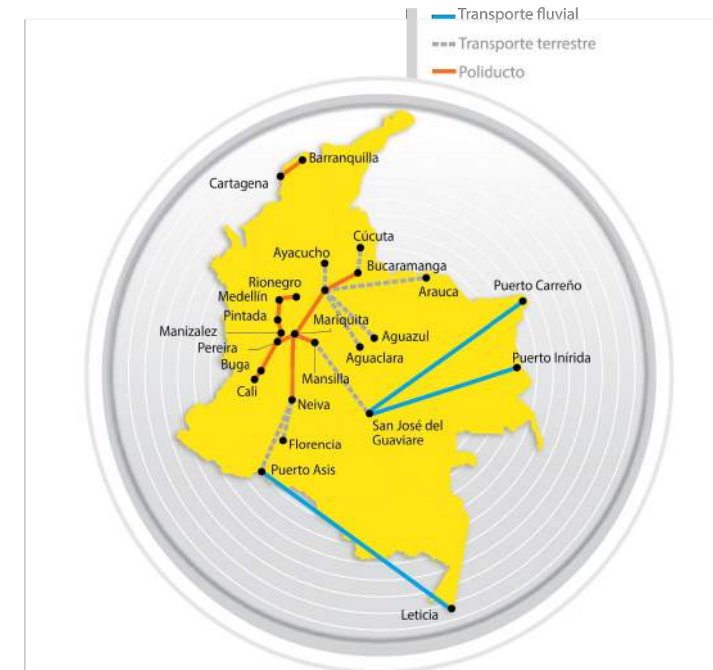 Transporte fluvial
Transporte terrestre
Poliducto
Barranquilla
Cartagena
Cúcuta
Ayacucho
Bucaramanga
Rionegro
Arauca
Puerto Carreño
Medellín
Pintada
Mariquita
Manizalez
Aguazul
Pereira
Aguaclara
Puerto Inírida
Buga
Mansilla
Cali
Neiva
San José del
Guaviare
Florencia
Puerto Asis
Leticia